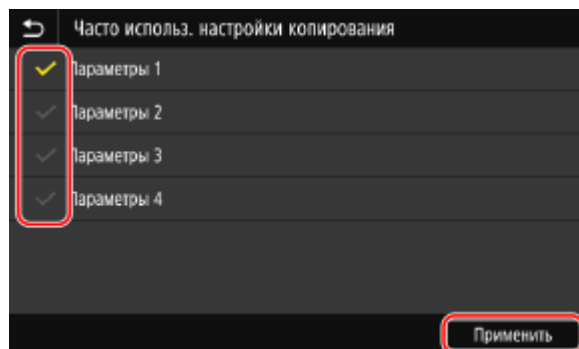 Часто использ. настройки копирования
Параметры 1
Параметры 2
Параметры 3
Параметры 4
Применить